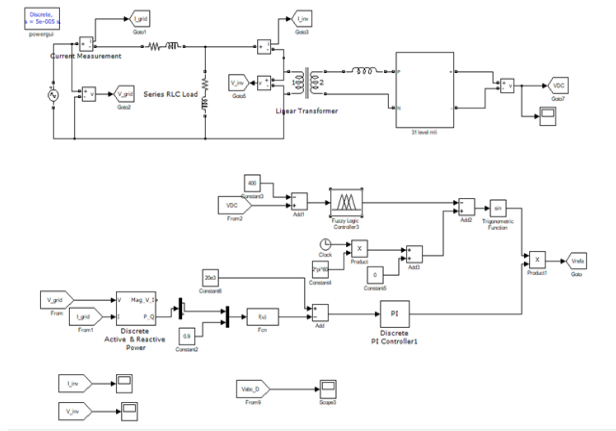 Discrete,
s = 5e-005 s.
powergui
I_grid
Goto1
Current Measurement
V_grid
Goto2
Series RLC Load
I_inv
Goto3
V_inv
Goto5
1
2
Linear Transformer
P
N
31 level mli
VDC
Goto7
400
Constant3
VDC
From2
Add1
Fuzzy Logic
Controller3
Add2
sin
Trigonometric
Function
Clock
X
Product
2*pi*60
Constant4
0
Constant5
Add3
X
Product1
Vrefa
Goto
20e3
Constant6
V_grid
From
I_grid
From1
V
I
Mag_V_I
P_Q
Discrete
Active & Reactive
Power
0.9
Constant2
f(u)
Fcn
Add
PI
Discrete
PI Controller1
I_inv
V_inv
Vabc_D
From9
Scope3